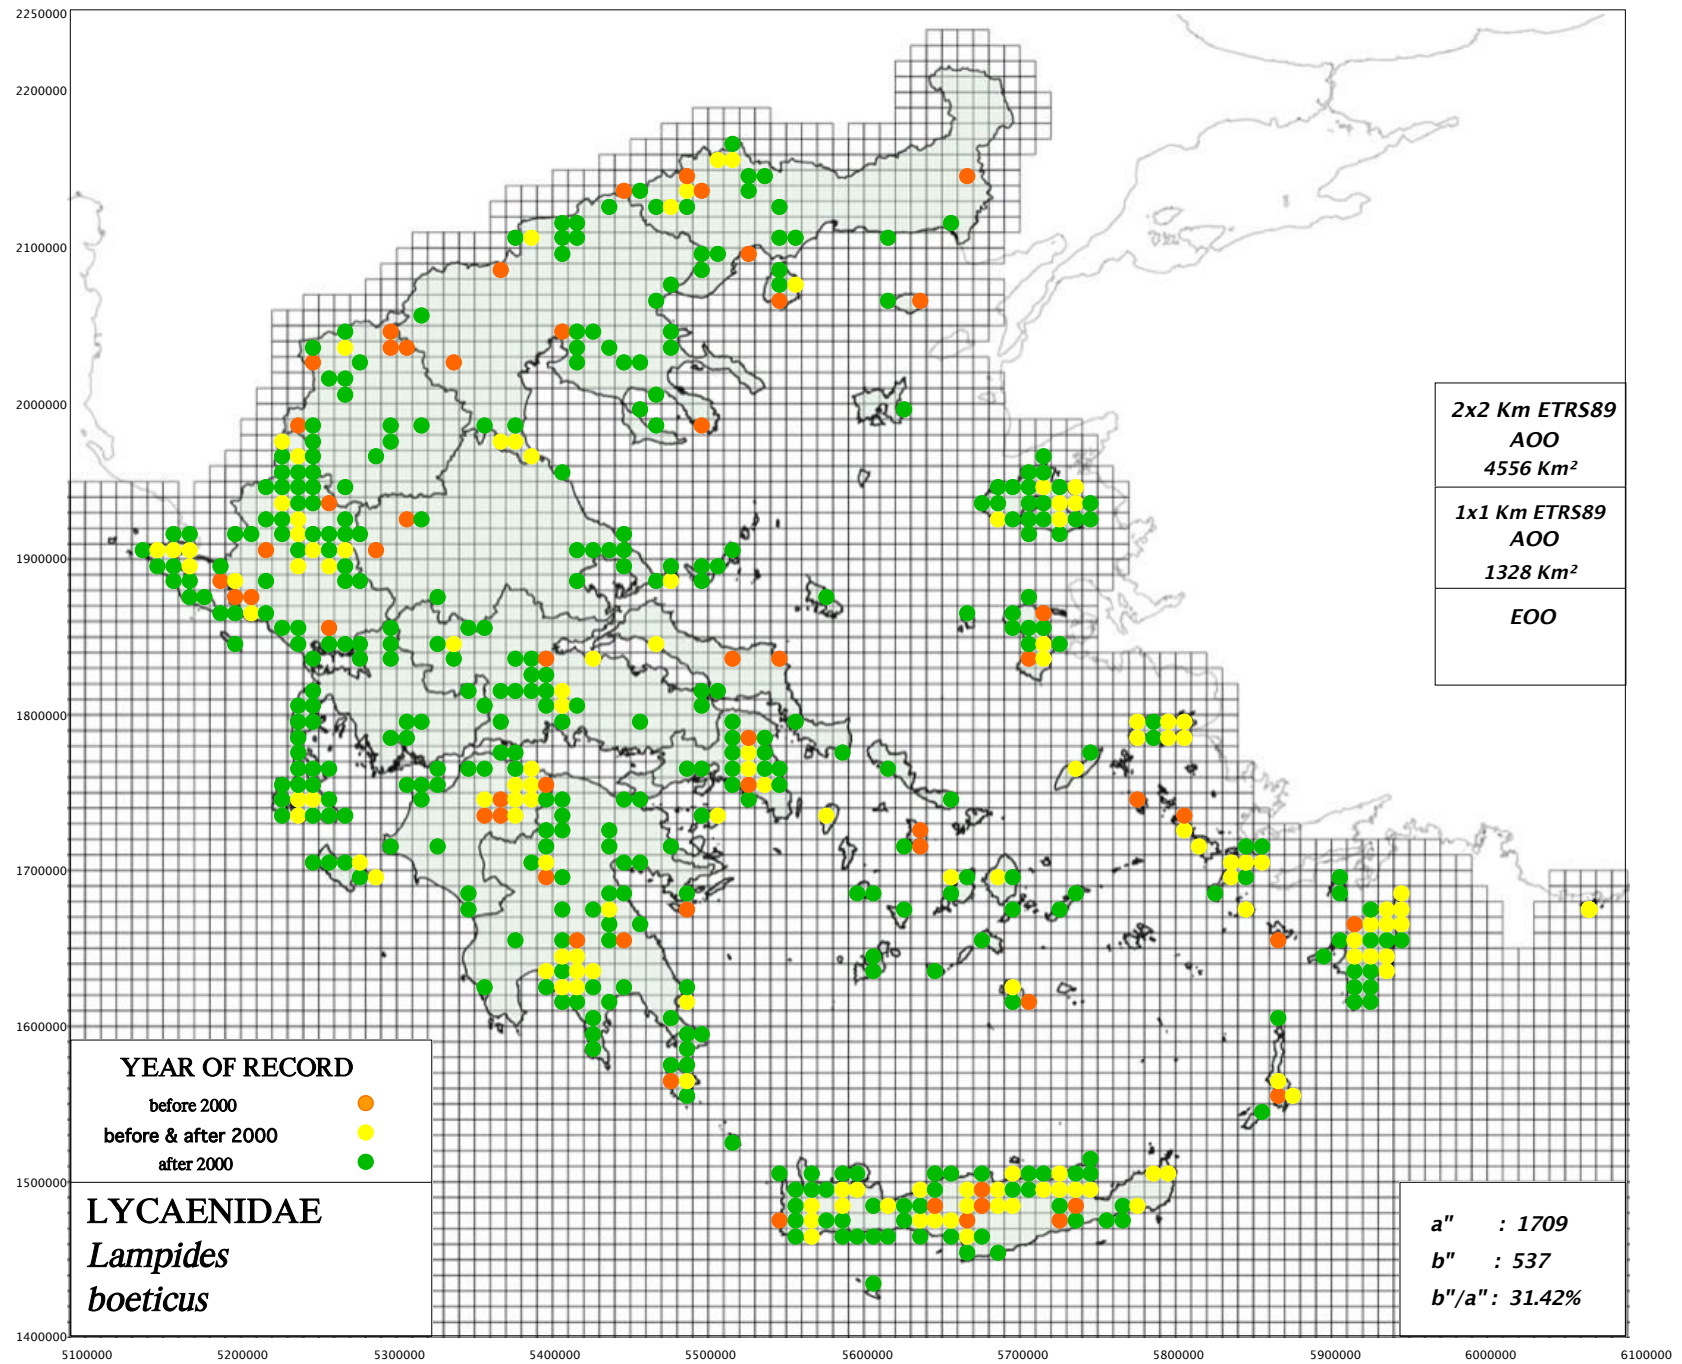 2250000
2200000
2100000
2000000
1900000
1800000
1700000
1600000
1500000
1400000
2x2 Km ETRS89
AOO
4556 Km²
1x1 Km ETRS89
AOO
1328 Km²
EOO
YEAR OF RECORD
before 2000
before & after 2000
after 2000
LYCAENIDAE
Lampides
boeticus
a" : 1709
b" : 537
b"/a" : 31.42%
5100000 5200000 5300000 5400000 5500000 5600000 5700000 5800000 5900000 6000000 6100000